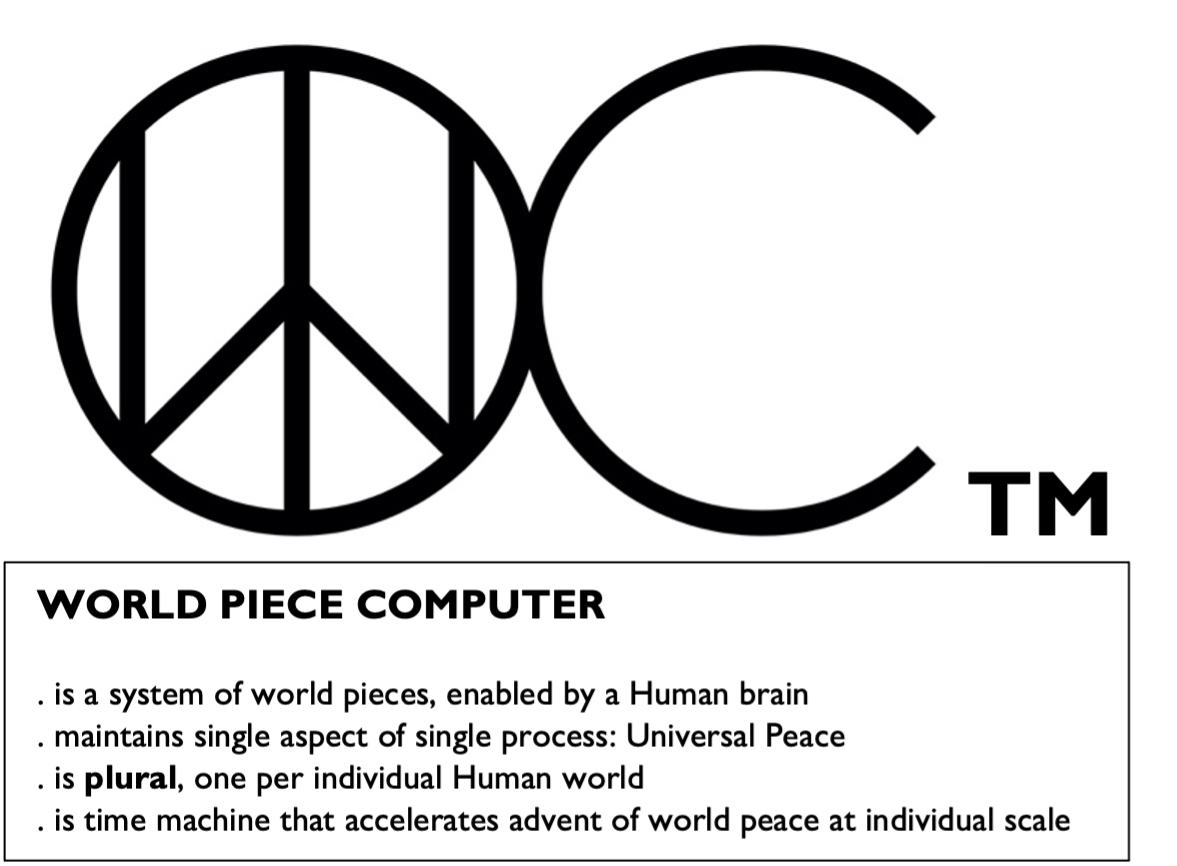 C TM
WORLD PIECE COMPUTER
. is a system of world pieces, enabled by a Human brain
. maintains single aspect of single process: Universal Peace
. is plural, one per individual Human world
. is time machine that accelerates advent of world peace at individual scale